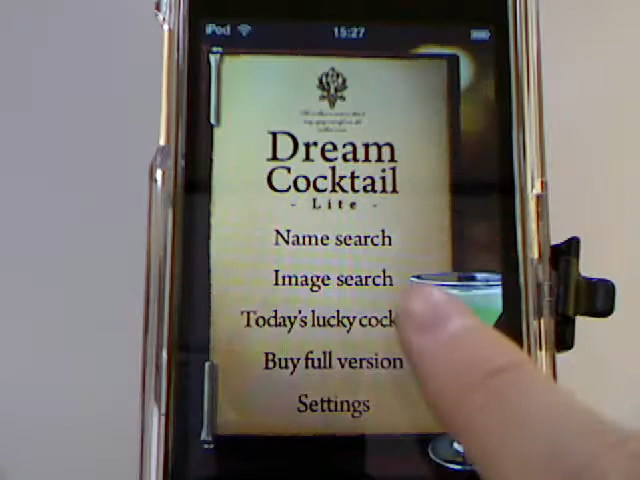 iPod 15:27
Dream
Cocktail
- Lite -
Name search
Image search
Today's lucky cock
Buy full version
Settings